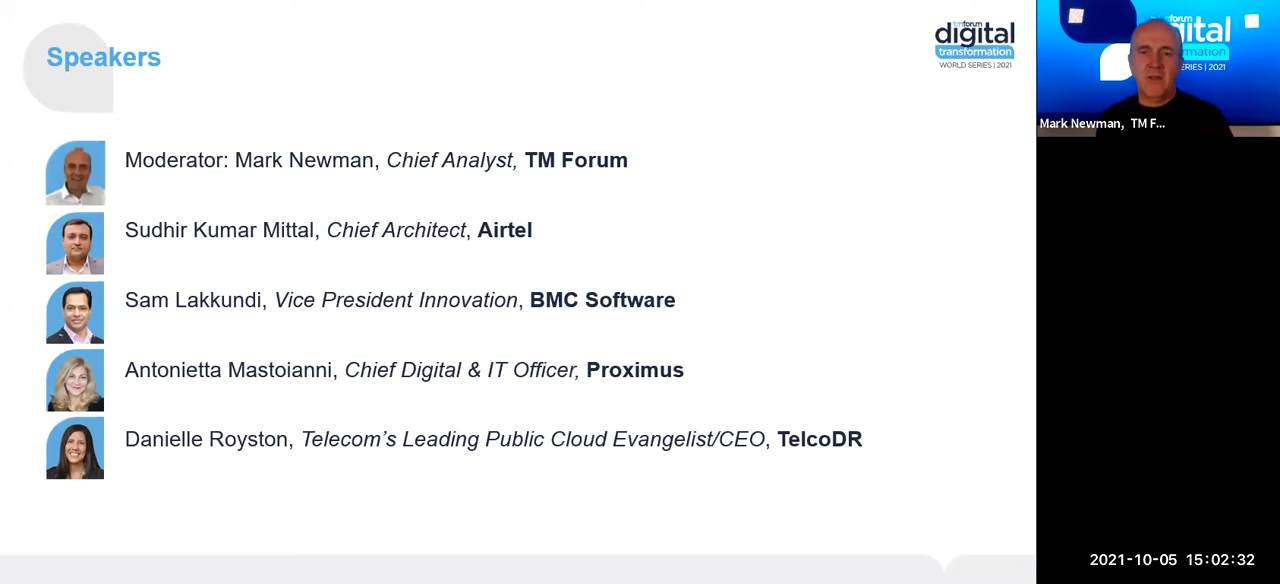 Speakers
tmforum
digital
transformation
WORLD SERIES | 2021
Moderator: Mark Newman, Chief Analyst, TM Forum
Sudhir Kumar Mittal, Chief Architect, Airtel
Sam Lakkundi, Vice President Innovation, BMC Software
Antonietta Mastoianni, Chief Digital & IT Officer, Proximus
Danielle Royston, Telecom's Leading Public Cloud Evangelist/CEO, TelcoDR
Mark Newman, TM F...
2021-10-05 15:02:32